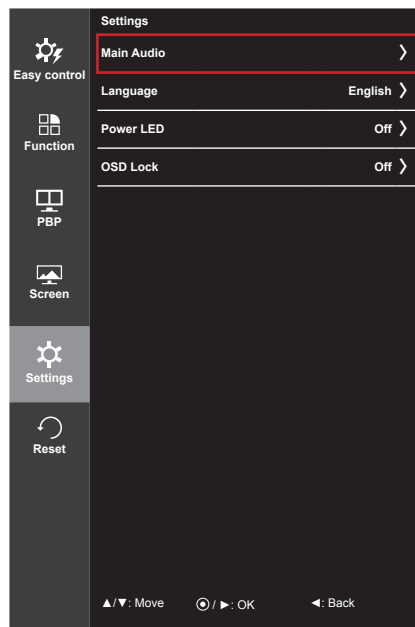 Settings
Easy control
Function
PBP
Screen
Settings
Reset
Main Audio
Language English
Power LED Off
OSD Lock Off
▲/▼: Move ⦿ / ►: OK ◄: Back